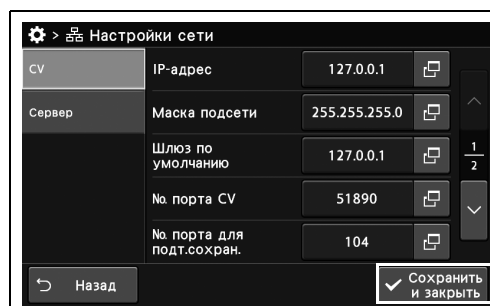 > Настройки сети
CV
Сервер
IP-адрес
127.0.0.1
Маска подсети
255.255.255.0
Шлюз по
умолчанию
127.0.0.1
№ порта CV
51890
№ порта для
подт.сохран.
104
1
2
Назад
Сохранить
и закрыть